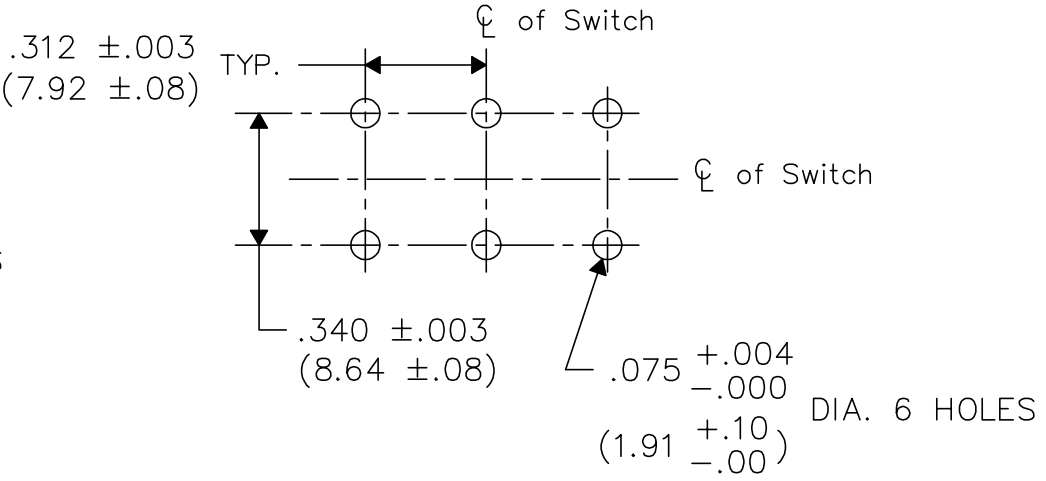 ℄ of Switch
.312 ±.003
(7.92 ±.08)
TYP.
℄ of Switch
.340 ±.003
(8.64 ±.08)
.075 +.004
-.000
(1.91 +.10
-.00)
DIA. 6 HOLES